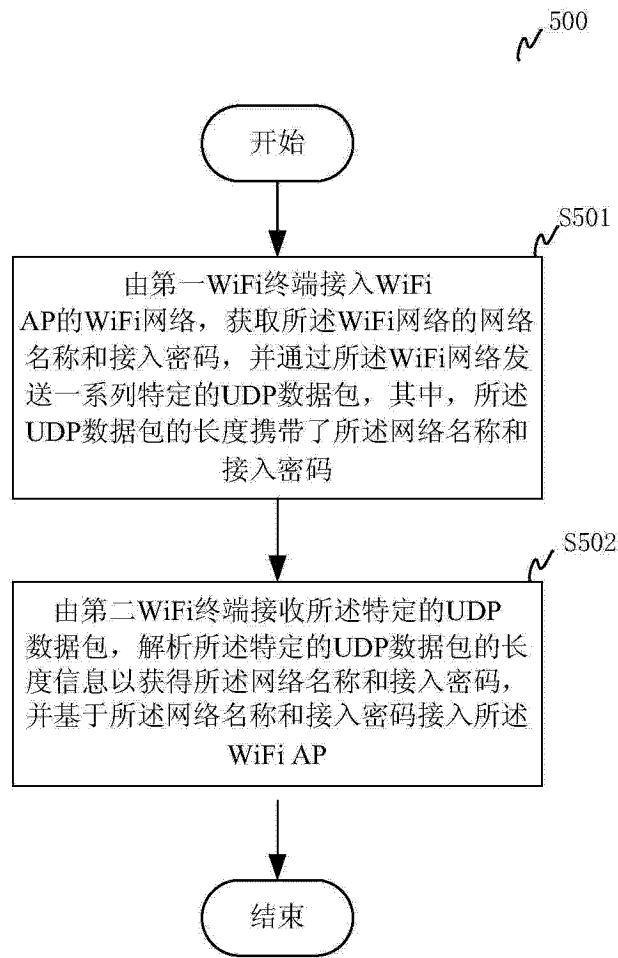 500
开始
S501
由第一WiFi终端接入WiFi
AP的WiFi网络，获取所述WiFi网络的网络
名称和接入密码，并通过所述WiFi网络发
送一系列特定的UDP数据包，其中，所述
UDP数据包的长度携带了所述网络名称和
接入密码
S502
由第二WiFi终端接收所述特定的UDP
数据包，解析所述特定的UDP数据包的长
度信息以获得所述网络名称和接入密码，
并基于所述网络名称和接入密码接入所述
WiFi AP
结束